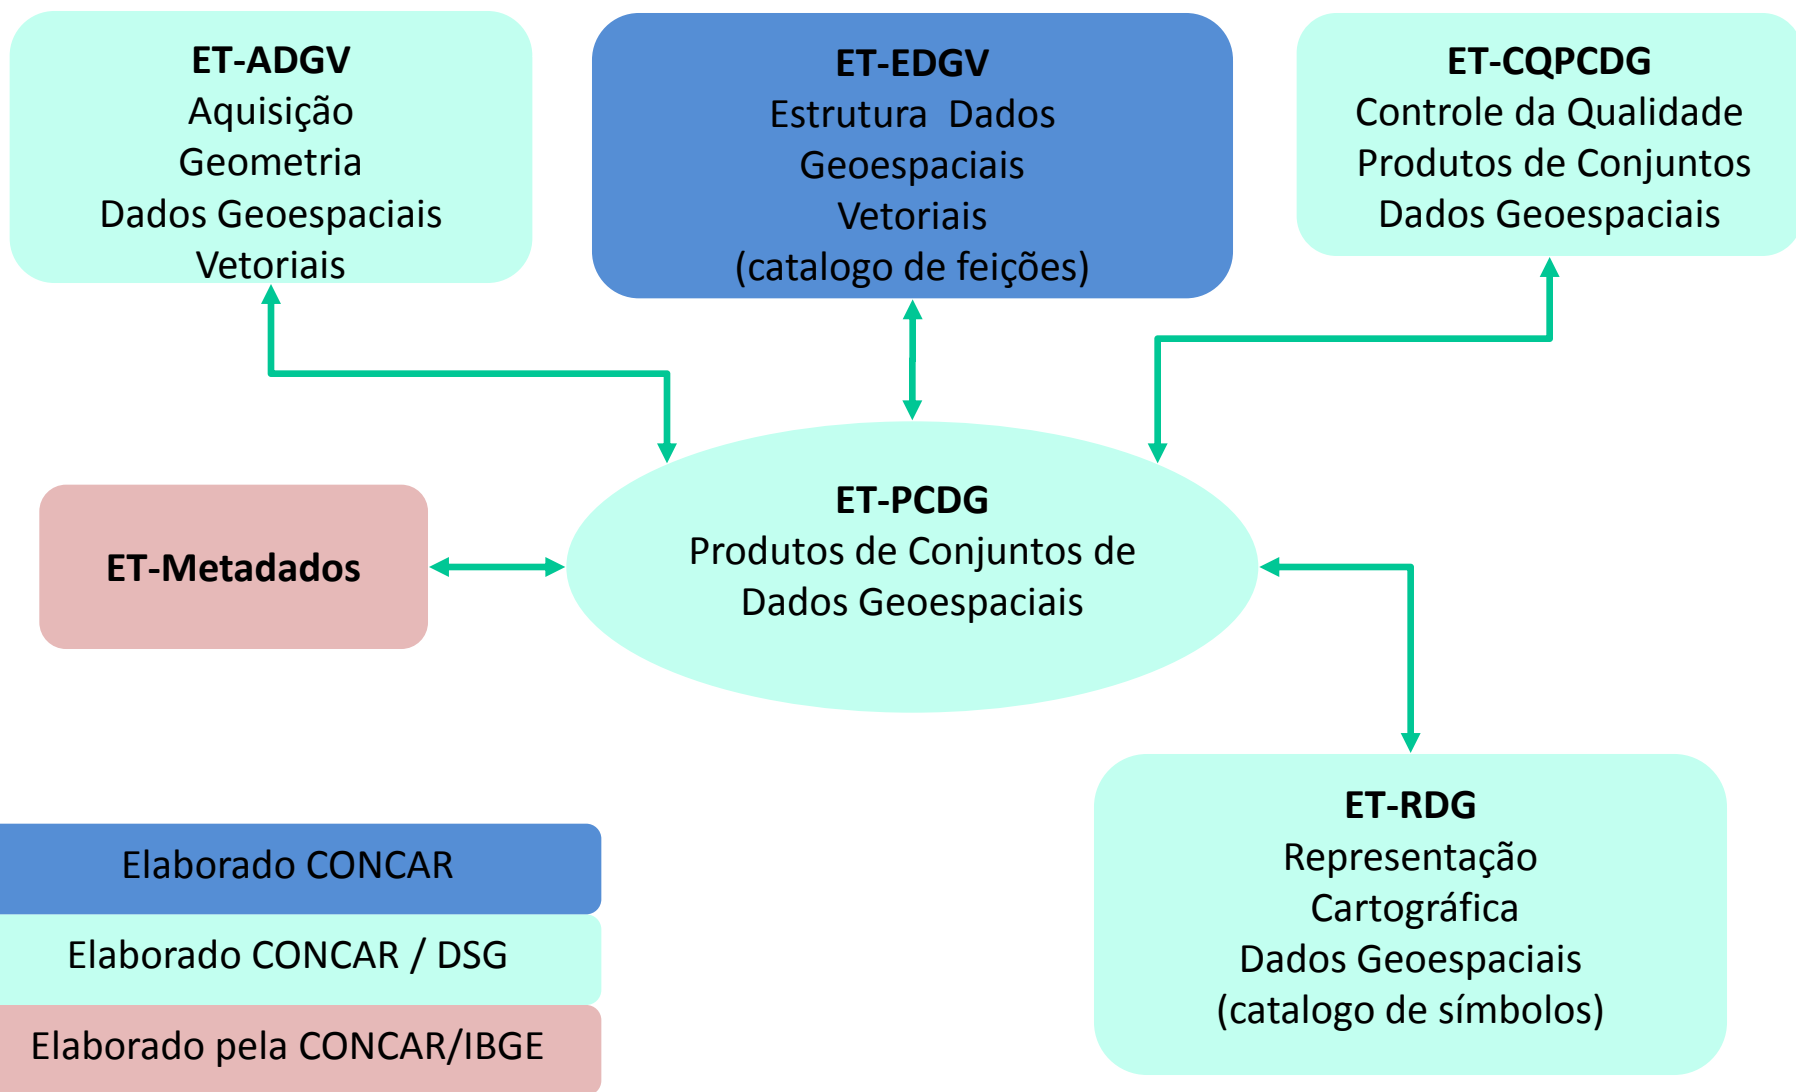 ET-ADGV
Aquisição
Geometria
Dados Geoespaciais
Vetoriais
ET-EDGV
Estrutura  Dados
Geoespaciais
Vetoriais
(catalogo de feições)
ET-CQPCDG
Controle da Qualidade
Produtos de Conjuntos
Dados Geoespaciais
ET-Metadados
ET-PCDG
Produtos de Conjuntos de
Dados Geoespaciais
ET-RDG
Representação
Cartográfica
Dados Geoespaciais
(catalogo de símbolos)
Elaborado CONCAR
Elaborado CONCAR / DSG
Elaborado pela CONCAR/IBGE